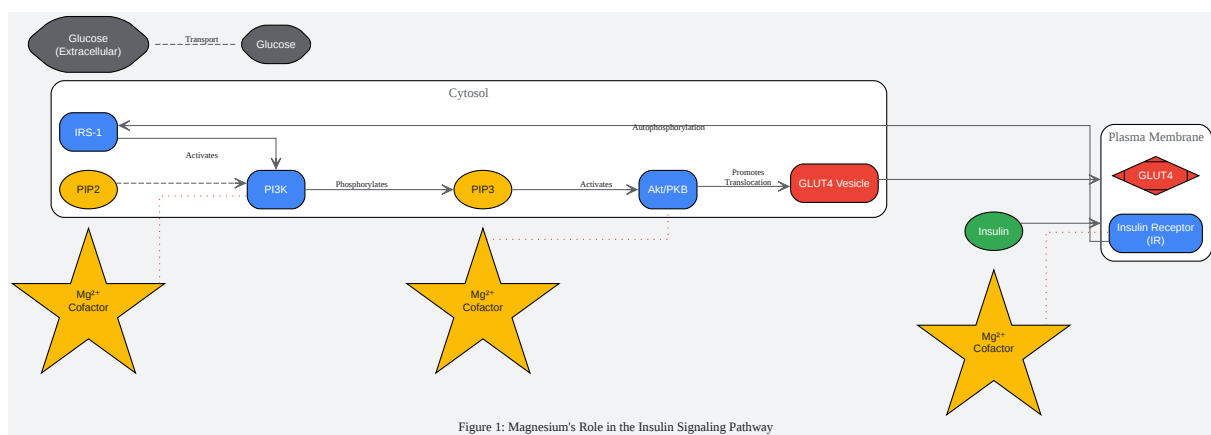 Glucose
(Extracellular)
Transport
Glucose
Cytosol
IRS-1
Autophosphorylation
Plasma Membrane
Activates
PIP2
PI3K
Phosphorylates
PIP3
Activates
Akt/PKB
Promotes
Translocation
GLUT4 Vesicle
GLUT4
Insulin
Insulin Receptor
(IR)
Mg²⁺
Cofactor
Mg²⁺
Cofactor
Mg²⁺
Cofactor
Figure 1: Magnesium's Role in the Insulin Signaling Pathway